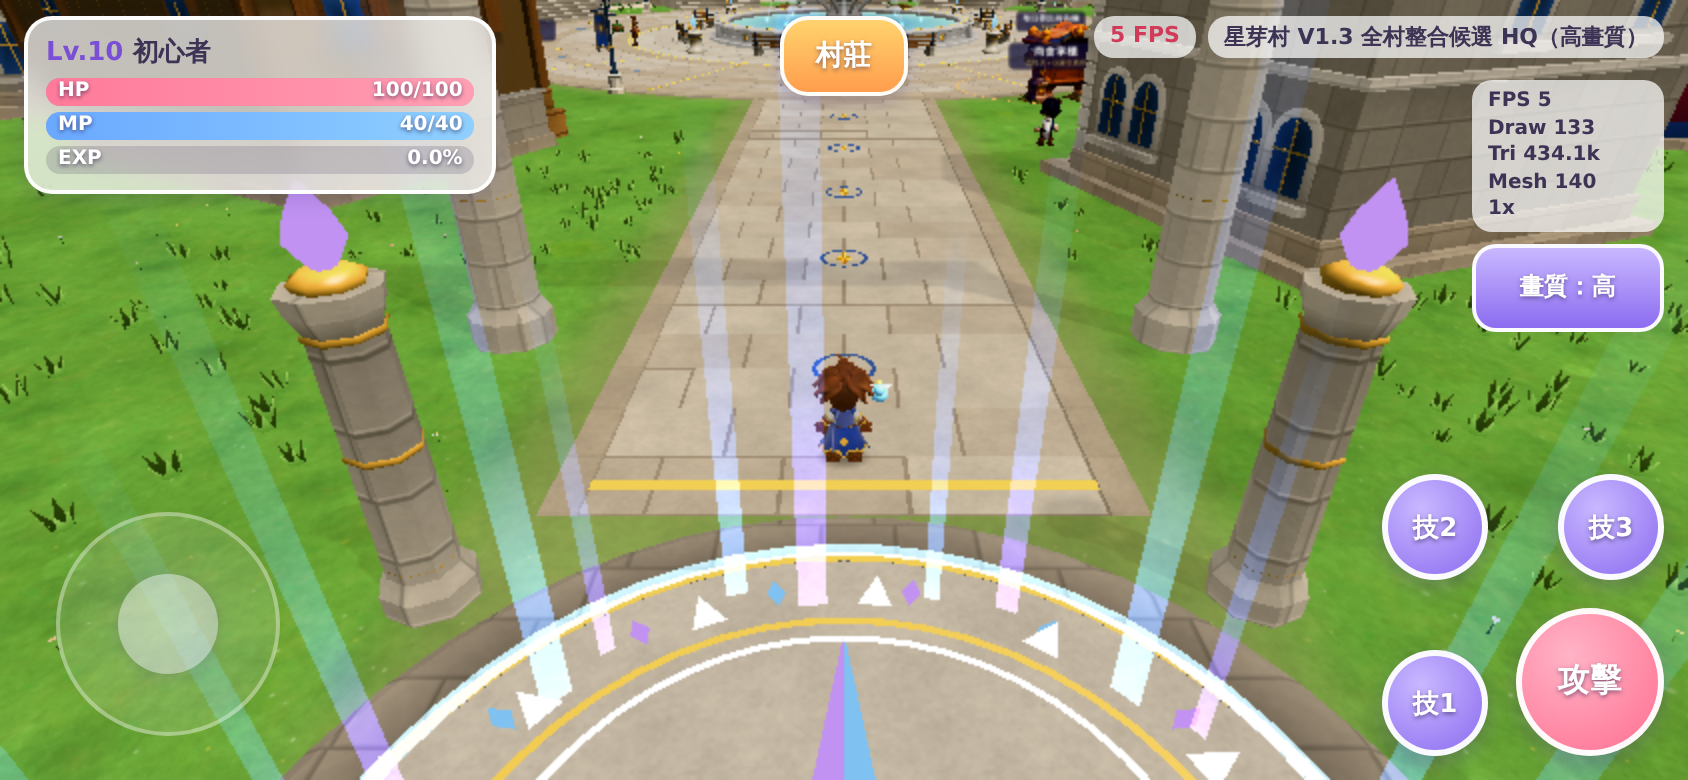 Lv.10 初心者
HP 100/100
MP 40/40
EXP 0.0%
村莊
5 FPS
星芽村 V1.3 全村整合候選 HQ（高畫質）
FPS 5
Draw 133
Tri 434.1k
Mesh 140
1x
畫質：高
技2
技3
技1
攻擊